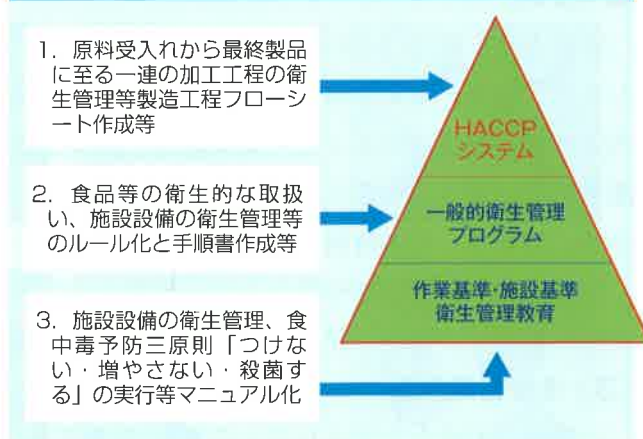 1. 原料受入れから最終製品
に至る一連の加工工程の衛
生管理等製造工程フローシ
ート作成等
2. 食品等の衛生的な取扱
い、施設設備の衛生管理等
のルール化と手順書作成等
3. 施設設備の衛生管理、食
中毒予防三原則「つけな
い・増やさない・殺菌す
る」の実行等マニュアル化
HACCP
システム
一般的衛生管理
プログラム
作業基準・施設基準
衛生管理教育